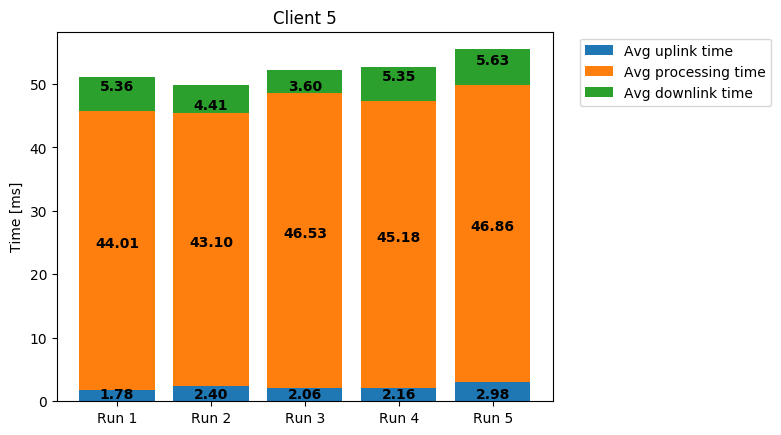 Client 5
Avg uplink time
Avg processing time
Avg downlink time
Time [ms]
50
40
30
20
10
0
5.36
4.41
3.60
5.35
5.63
44.01
43.10
46.53
45.18
46.86
1.78
2.40
2.06
2.16
2.98
Run 1
Run 2
Run 3
Run 4
Run 5